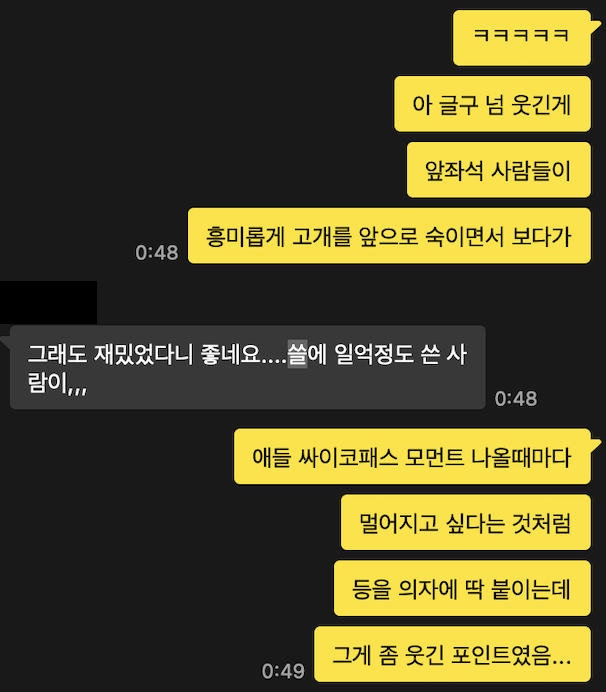 ㅋㅋㅋㅋㅋ
아 글구 넘 웃긴게
앞좌석 사람들이
흥미롭게 고개를 앞으로 숙이면서 보다가
0:48
그래도 재밌었다니 좋네요....쓸에 일억정도 쓴 사
람이,,,
0:48
애들 싸이코패스 모먼트 나올때마다
멀어지고 싶다는 것처럼
등을 의자에 딱 붙이는데
그게 좀 웃긴 포인트였음...
0:49